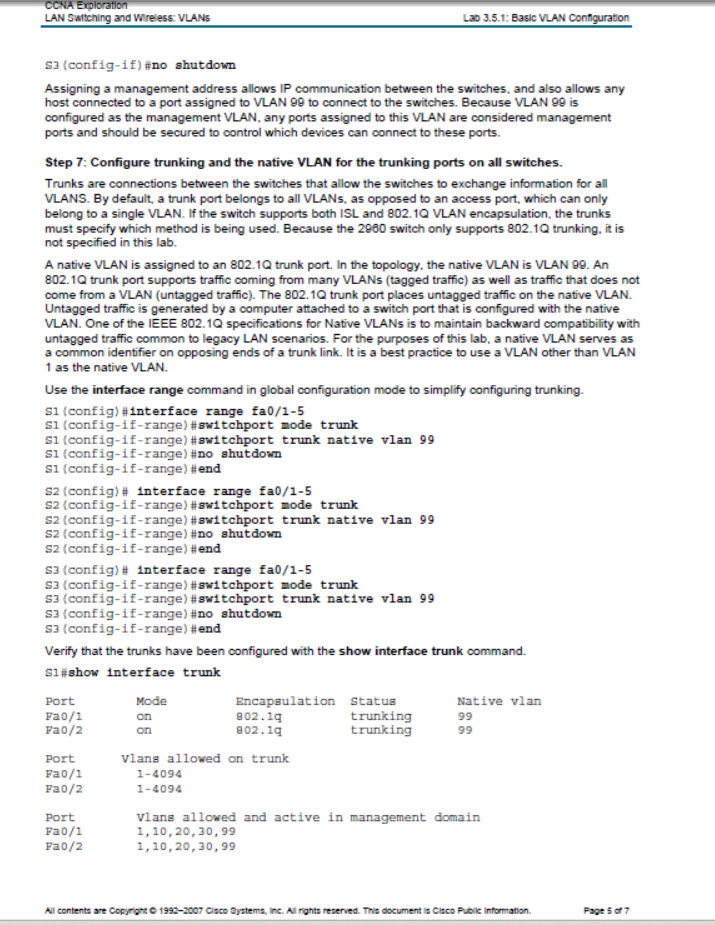 CCNA Exploration
LAN Switching and Wireless: VLANs Lab 3.5.1: Basic VLAN Configuration
S3(config-if)#no shutdown
Assigning a management address allows IP communication between the switches, and also allows any
host connected to a port assigned to VLAN 99 to connect to the switches. Because VLAN 99 is
configured as the management VLAN, any ports assigned to this VLAN are considered management
ports and should be secured to control which devices can connect to these ports.
Step 7: Configure trunking and the native VLAN for the trunking ports on all switches.
Trunks are connections between the switches that allow the switches to exchange information for all
VLANS. By default, a trunk port belongs to all VLANs, as opposed to an access port, which can only
belong to a single VLAN. If the switch supports both ISL and 802.1Q VLAN encapsulation, the trunks
must specify which method is being used. Because the 2960 switch only supports 802.1Q trunking, it is
not specified in this lab.
A native VLAN is assigned to an 802.1Q trunk port. In the topology, the native VLAN is VLAN 99. An
802.1Q trunk port supports traffic coming from many VLANs (tagged traffic) as well as traffic that does not
come from a VLAN (untagged traffic). The 802.1Q trunk port places untagged traffic on the native VLAN.
Untagged traffic is generated by a computer attached to a switch port that is configured with the native
VLAN. One of the IEEE 802.1Q specifications for Native VLANs is to maintain backward compatibility with
untagged traffic common to legacy LAN scenarios. For the purposes of this lab, a native VLAN serves as
a common identifier on opposing ends of a trunk link. It is a best practice to use a VLAN other than VLAN
1 as the native VLAN.
Use the interface range command in global configuration mode to simplify configuring trunking.
S1(config)#interface range fa0/1-5
S1(config-if-range)#switchport mode trunk
S1(config-if-range)#switchport trunk native vlan 99
S1(config-if-range)#no shutdown
S1(config-if-range)#end
S2(config)# interface range fa0/1-5
S2(config-if-range)#switchport mode trunk
S2(config-if-range)#switchport trunk native vlan 99
S2(config-if-range)#no shutdown
S2(config-if-range)#end
S3(config)# interface range fa0/1-5
S3(config-if-range)#switchport mode trunk
S3(config-if-range)#switchport trunk native vlan 99
S3(config-if-range)#no shutdown
S3(config-if-range)#end
Verify that the trunks have been configured with the show interface trunk command.
S1#show interface trunk
Port Mode Encapsulation Status Native vlan
Fa0/1 on 802.1q trunking 99
Fa0/2 on 802.1q trunking 99
Port Vlans allowed on trunk
Fa0/1 1-4094
Fa0/2 1-4094
Port Vlans allowed and active in management domain
Fa0/1 1,10,20,30,99
Fa0/2 1,10,20,30,99
All contents are Copyright © 1992–2007 Cisco Systems, Inc. All rights reserved. This document is Cisco Public Information. Page 5 of 7